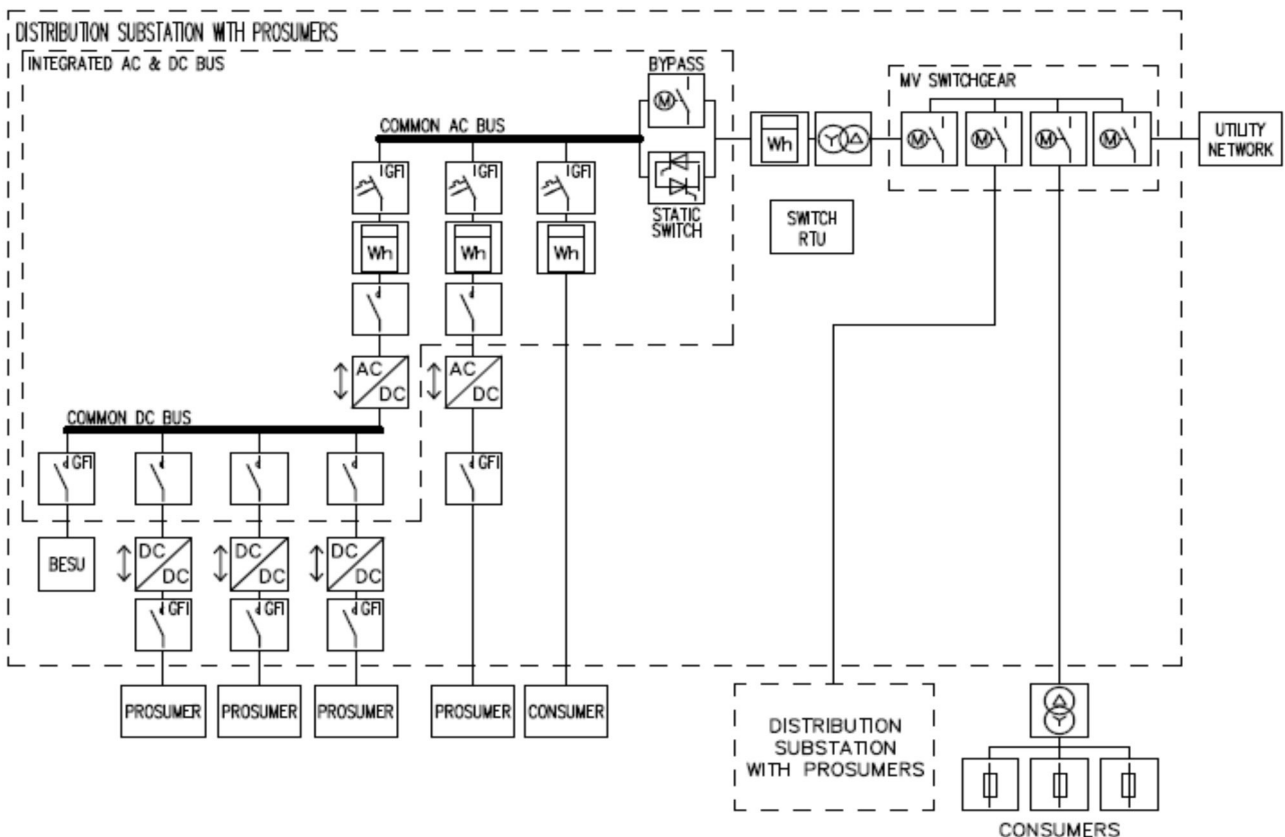 DISTRIBUTION SUBSTATION WITH PROSUMERS
INTEGRATED AC & DC BUS
BYPASS
M
COMMON AC BUS
STATIC
SWITCH
Wh
Y Δ
MV SWITCHGEAR
M
M
M
M
UTILITY
NETWORK
SWITCH
RTU
GFI
GFI
GFI
Wh
Wh
Wh
AC
DC
AC
DC
COMMON DC BUS
GFI
GFI
BESU
DC
DC
DC
DC
DC
DC
GFI
GFI
GFI
PROSUMER
PROSUMER
PROSUMER
PROSUMER
CONSUMER
DISTRIBUTION
SUBSTATION
WITH PROSUMERS
Δ
Y
CONSUMERS